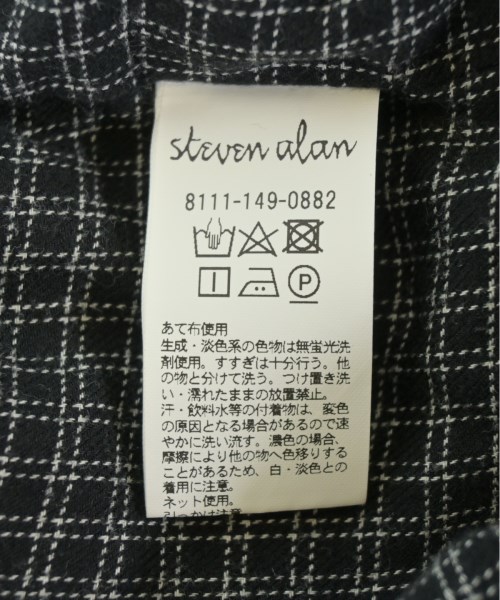 steven alan
8111-149-0882
P
あて布使用
生成・淡色系の色物は無蛍光洗
剤使用。すすぎは十分行う。他
の物と分けて洗う。つけ置き洗
い・濡れたままの放置禁止。
汗・飲料水等の付着物は、変色
の原因となる場合があるので速
やかに洗い流す。濃色の場合、
摩擦により他の物へ色移りする
ことがあるため、白・淡色との
着用に注意。
ネット使用。
引っかけ注意